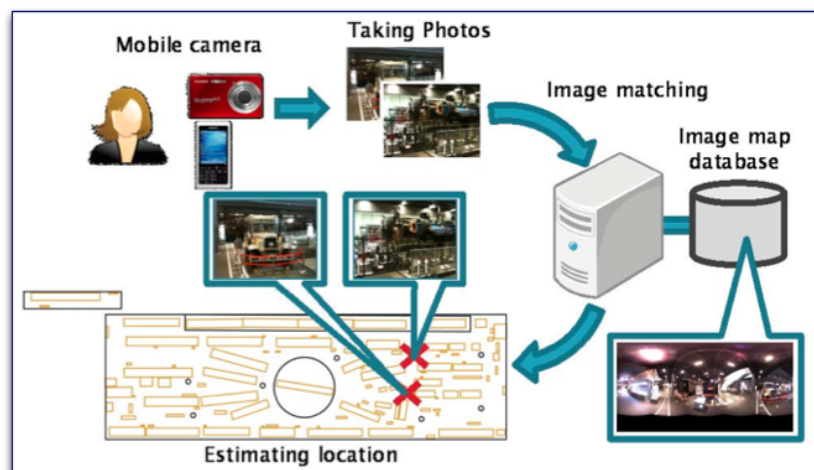 Mobile camera
Taking Photos
Image matching
Image map
database
Estimating location